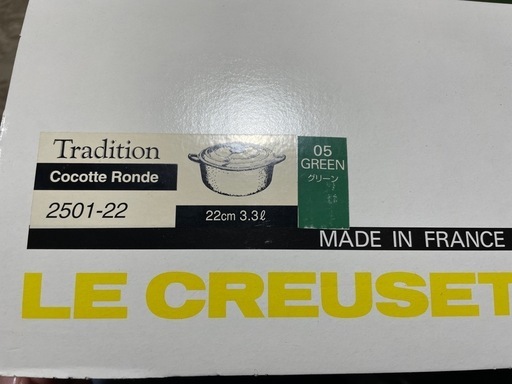 Tradition
Cocotte Ronde
2501-22
22cm 3.3ℓ
05
GREEN
グリーン
MADE IN FRANCE
LE CREUSET